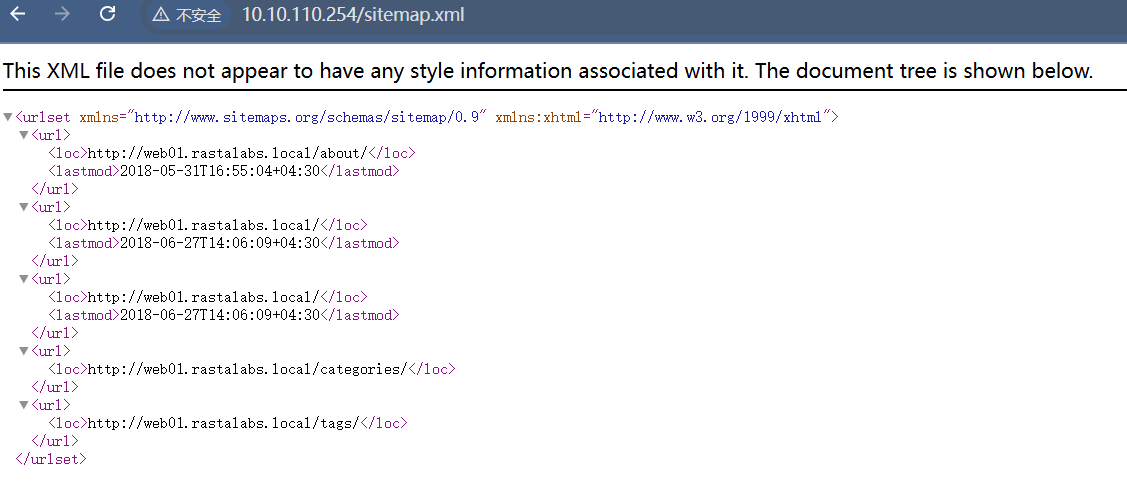 不安全 10.10.110.254/sitemap.xml
This XML file does not appear to have any style information associated with it. The document tree is shown below.
▼<urlset xmlns="http://www.sitemaps.org/schemas/sitemap/0.9" xmlns:xhtml="http://www.w3.org/1999/xhtml">
▼<url>
<loc>http://web01.rastalabs.local/about/</loc>
<lastmod>2018-05-31T16:55:04+04:30</lastmod>
</url>
▼<url>
<loc>http://web01.rastalabs.local/</loc>
<lastmod>2018-06-27T14:06:09+04:30</lastmod>
</url>
▼<url>
<loc>http://web01.rastalabs.local/</loc>
<lastmod>2018-06-27T14:06:09+04:30</lastmod>
</url>
▼<url>
<loc>http://web01.rastalabs.local/categories/</loc>
</url>
▼<url>
<loc>http://web01.rastalabs.local/tags/</loc>
</url>
</urlset>